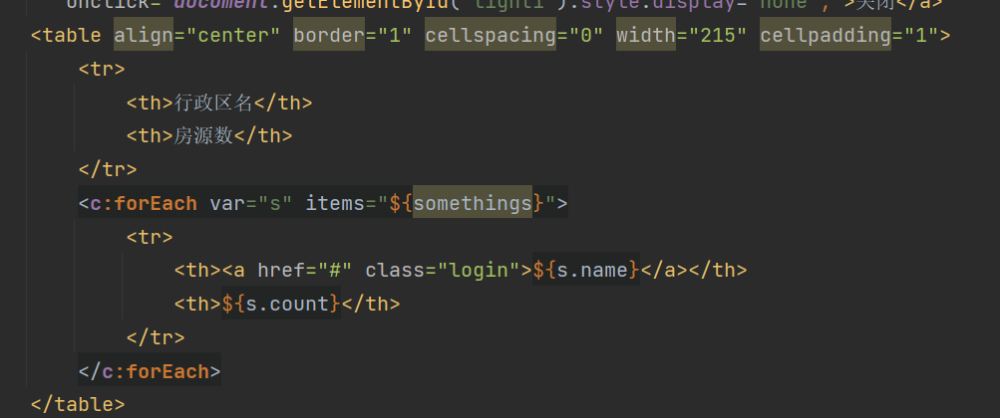 onclick="document.getElementById('light1').style.display='none';">关闭</a>
<table align="center" border="1" cellspacing="0" width="215" cellpadding="1">
<tr>
<th>行政区名</th>
<th>房源数</th>
</tr>
<c:forEach var="s" items="${somethings}">
<tr>
<th><a href="#" class="login">${s.name}</a></th>
<th>${s.count}</th>
</tr>
</c:forEach>
</table>